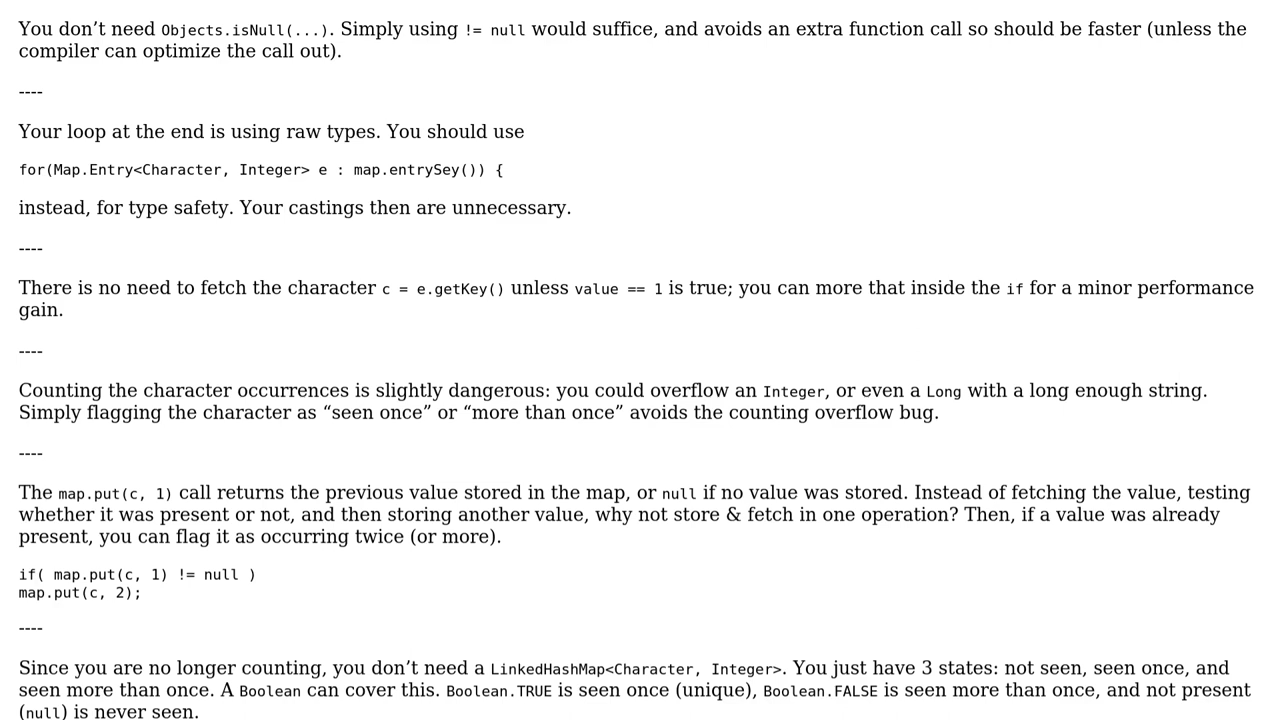 You don’t need Objects.isNull(...). Simply using != null would suffice, and avoids an extra function call so should be faster (unless the
compiler can optimize the call out).
----
Your loop at the end is using raw types. You should use
for(Map.Entry<Character, Integer> e : map.entrySey()) {
instead, for type safety. Your castings then are unnecessary.
----
There is no need to fetch the character c = e.getKey() unless value == 1 is true; you can more that inside the if for a minor performance
gain.
----
Counting the character occurrences is slightly dangerous: you could overflow an Integer, or even a Long with a long enough string.
Simply flagging the character as “seen once” or “more than once” avoids the counting overflow bug.
----
The map.put(c, 1) call returns the previous value stored in the map, or null if no value was stored. Instead of fetching the value, testing
whether it was present or not, and then storing another value, why not store & fetch in one operation? Then, if a value was already
present, you can flag it as occurring twice (or more).
if( map.put(c, 1) != null )
map.put(c, 2);
----
Since you are no longer counting, you don’t need a LinkedHashMap<Character, Integer>. You just have 3 states: not seen, seen once, and
seen more than once. A Boolean can cover this. Boolean.TRUE is seen once (unique), Boolean.FALSE is seen more than once, and not present
(null) is never seen.